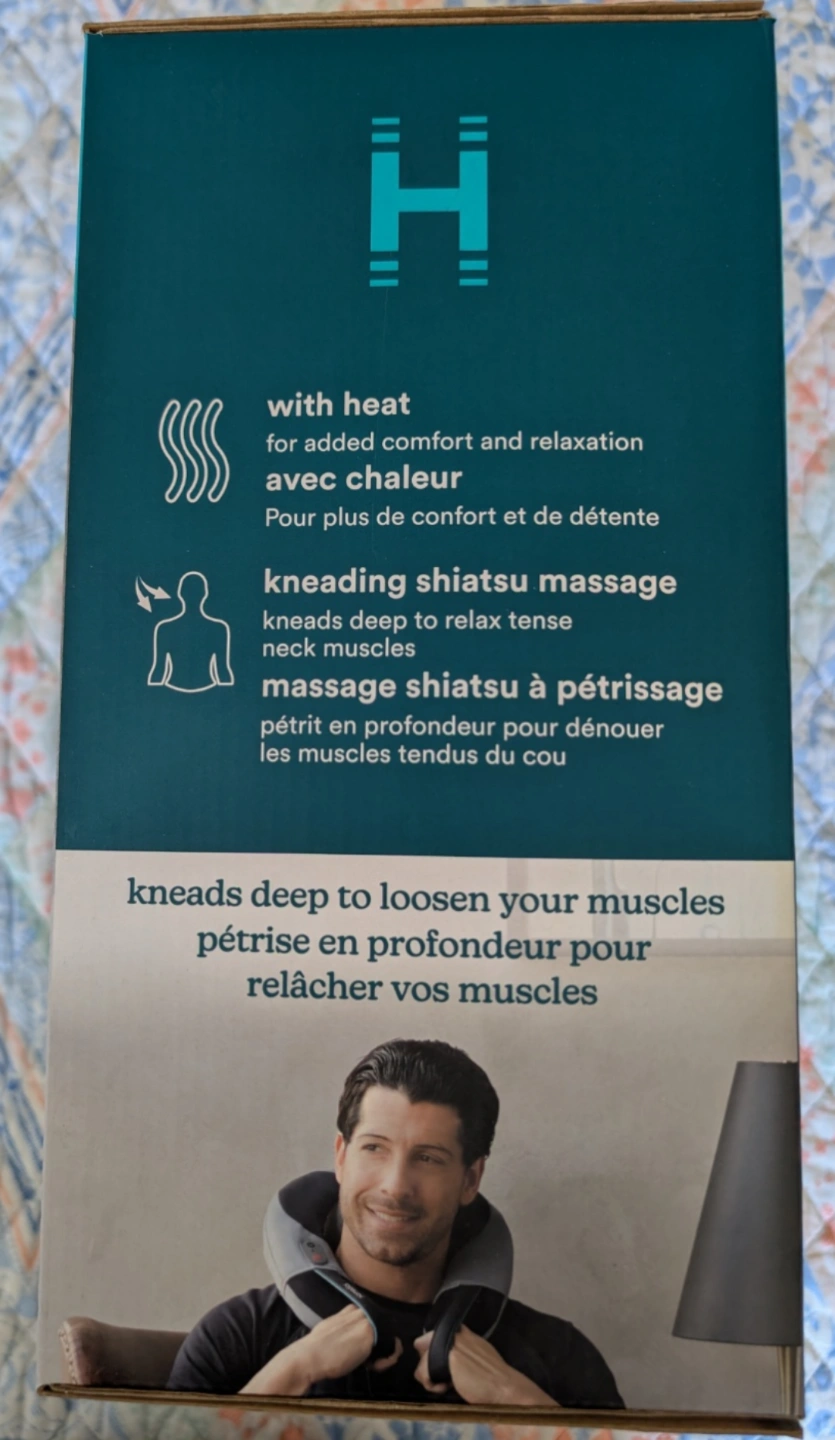 H
with heat
for added comfort and relaxation
avec chaleur
Pour plus de confort et de détente
kneading shiatsu massage
kneads deep to relax tense
neck muscles
massage shiatsu à pétrissage
pétrit en profondeur pour dénouer
les muscles tendus du cou
kneads deep to loosen your muscles
pétrise en profondeur pour
relâcher vos muscles